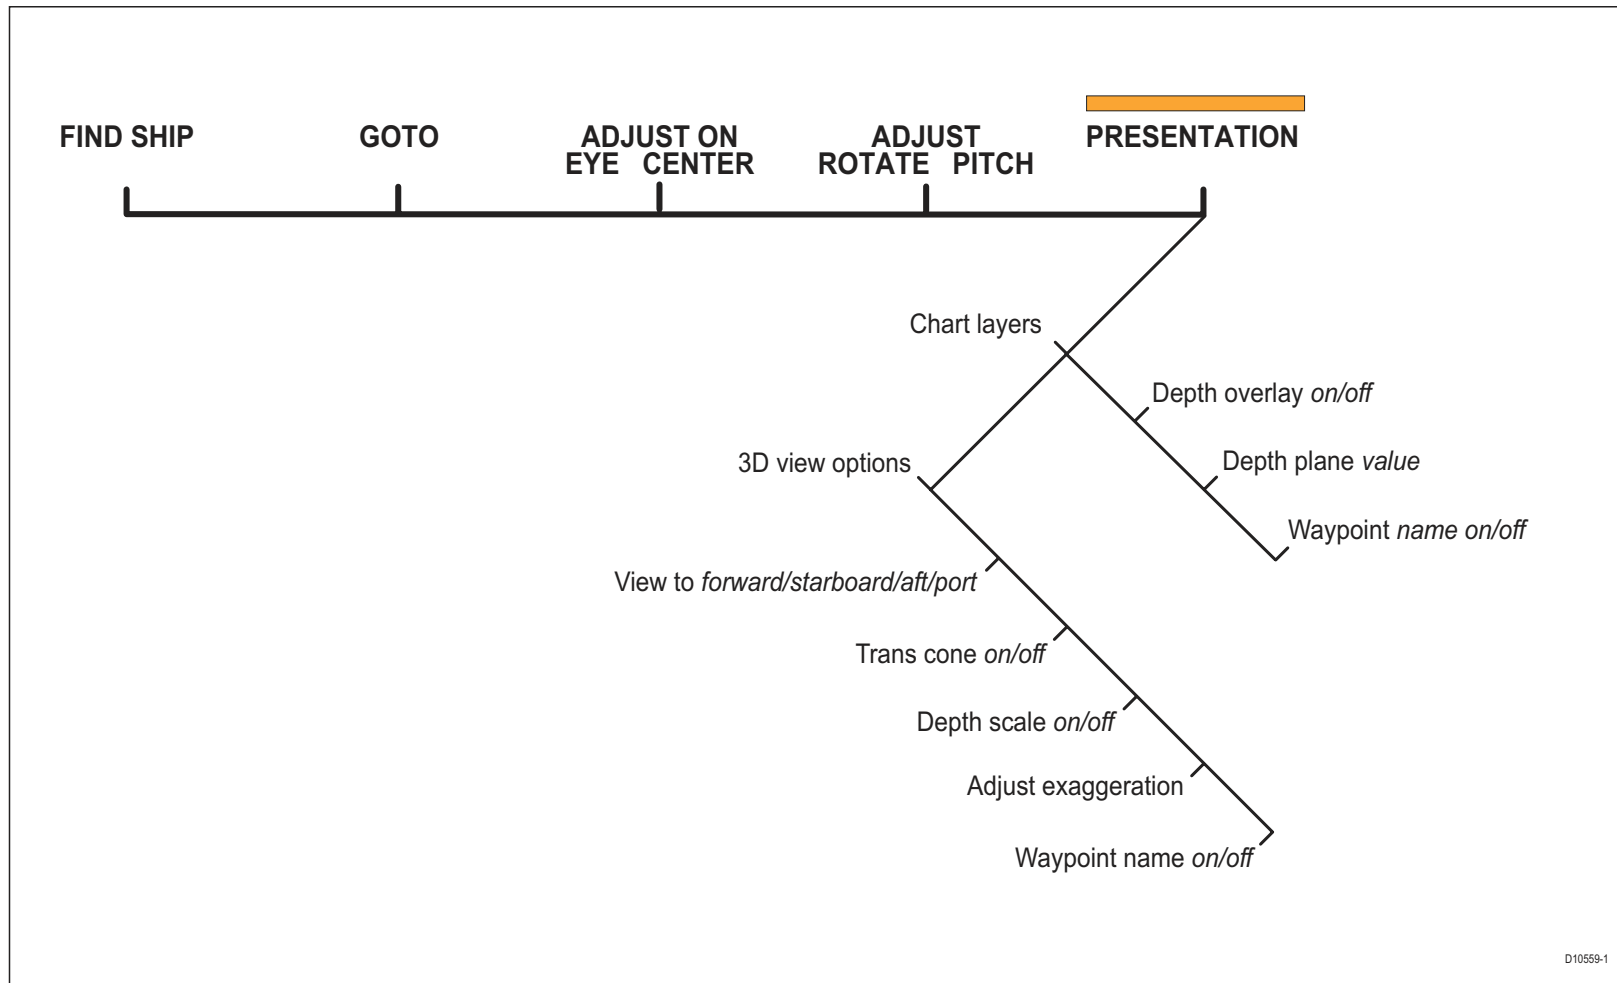 FIND SHIP
GOTO
ADJUST ON
EYE CENTER
ADJUST
ROTATE PITCH
PRESENTATION
Chart layers
Depth overlay on/off
Depth plane value
Waypoint name on/off
3D view options
View to forward/starboard/aft/port
Trans cone on/off
Depth scale on/off
Adjust exaggeration
Waypoint name on/off
D10559-1